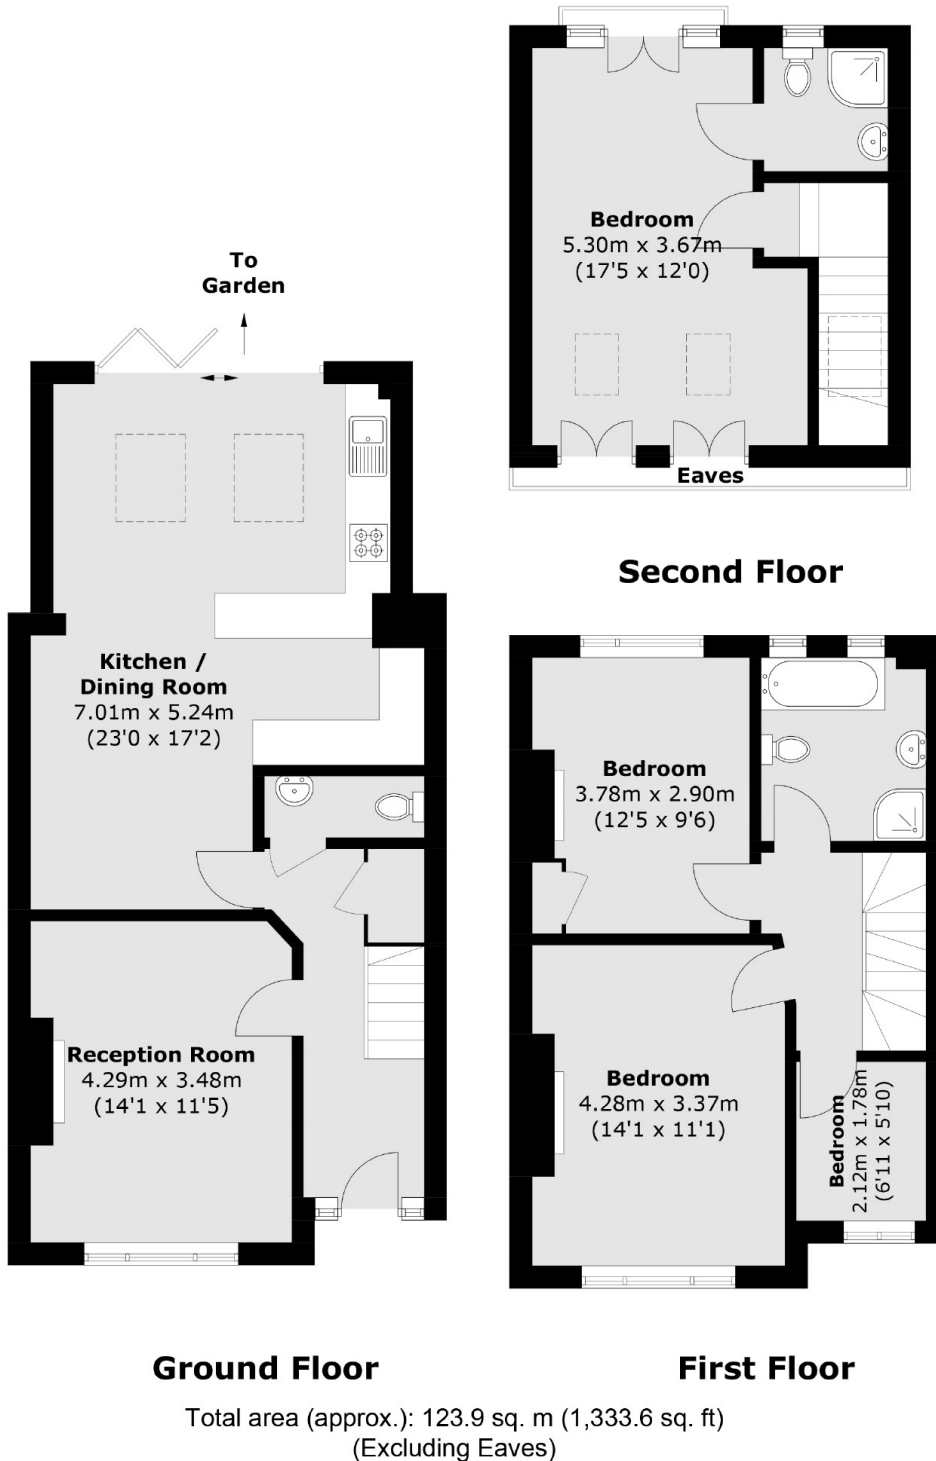 To
Garden
Kitchen /
Dining Room
7.01m x 5.24m
(23'0 x 17'2)
Reception Room
4.29m x 3.48m
(14'1 x 11'5)
Ground Floor
Bedroom
5.30m x 3.67m
(17'5 x 12'0)
Eaves
Second Floor
Bedroom
3.78m x 2.90m
(12'5 x 9'6)
Bedroom
4.28m x 3.37m
(14'1 x 11'1)
Bedroom
2.12m x 1.78m
(6'11 x 5'10)
First Floor
Total area (approx.): 123.9 sq. m (1,333.6 sq. ft)
(Excluding Eaves)